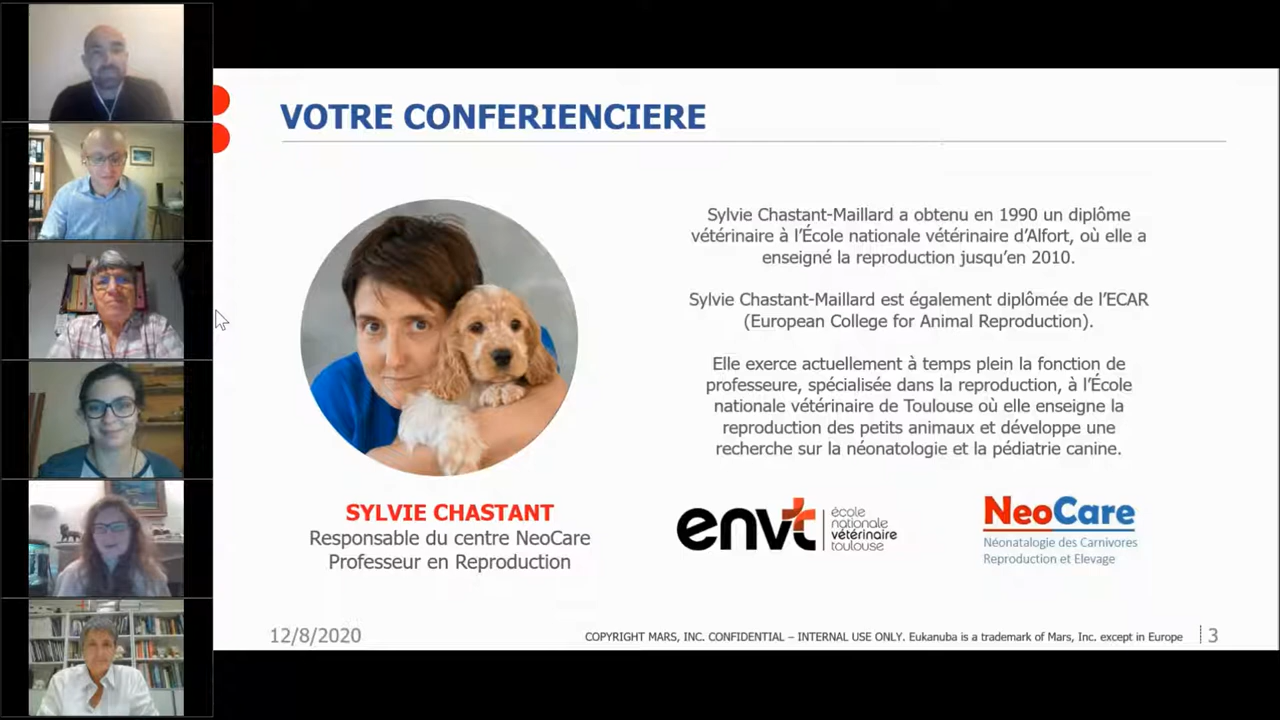 VOTRE CONFERIENCIERE
Sylvie Chastant-Maillard a obtenu en 1990 un diplôme
vétérinaire à l'École nationale vétérinaire d'Alfort, où elle a
enseigné la reproduction jusqu'en 2010.
Sylvie Chastant-Maillard est également diplômée de l'ECAR
(European College for Animal Reproduction).
Elle exerce actuellement à temps plein la fonction de
professeure, spécialisée dans la reproduction, à l'École
nationale vétérinaire de Toulouse où elle enseigne la
reproduction des petits animaux et développe une
recherche sur la néonatologie et la pédiatrie canine.
SYLVIE CHASTANT
Responsable du centre NeoCare
Professeur en Reproduction
envt
école
nationale
vétérinaire
toulouse
NeoCare
Néonatalogie des Carnivores
Reproduction et Elevage
12/8/2020
COPYRIGHT MARS, INC. CONFIDENTIAL – INTERNAL USE ONLY. Eukanuba is a trademark of Mars, Inc. except in Europe
3